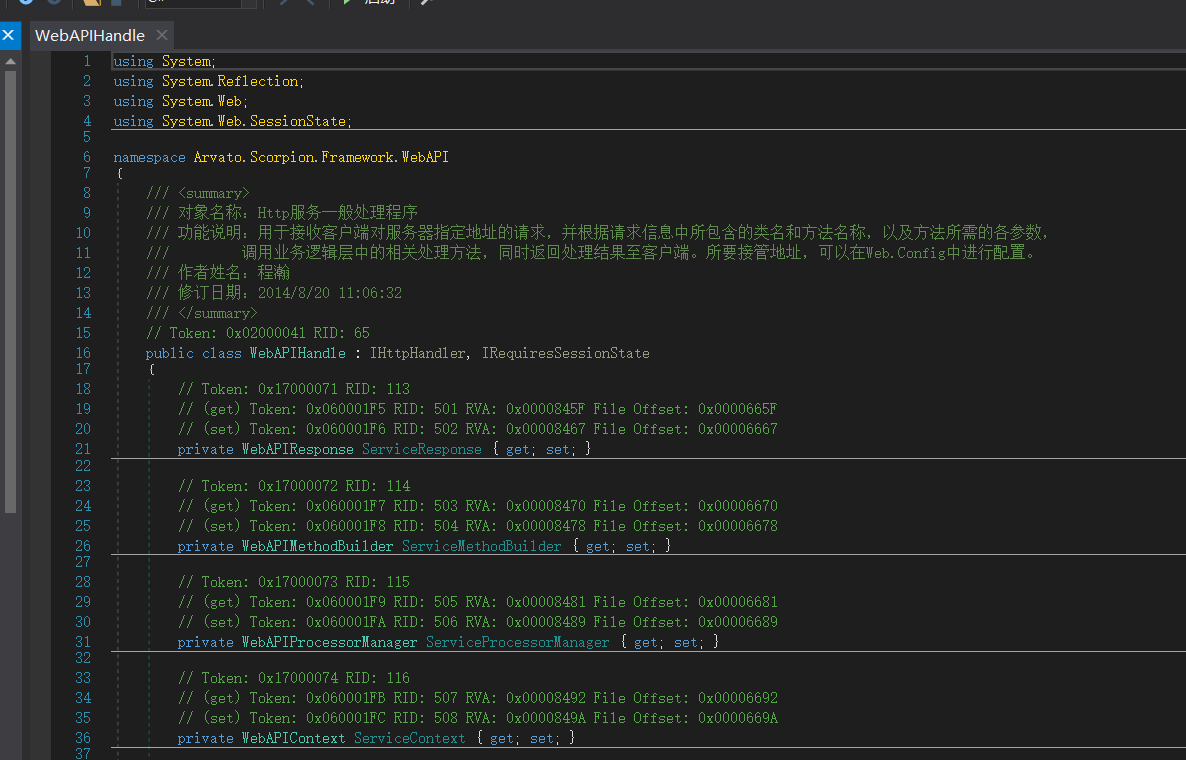 WebAPIHandle
1 using System;
2 using System.Reflection;
3 using System.Web;
4 using System.Web.SessionState;
5
6 namespace Arvato.Scorpion.Framework.WebAPI
7 {
8 /// <summary>
9 /// 对象名称：Http服务一般处理程序
10 /// 功能说明：用于接收客户端对服务器指定地址的请求，并根据请求信息中所包含的类名和方法名称，以及方法所需的各参数，
11 /// 调用业务逻辑层中的相关处理方法，同时返回处理结果至客户端。所要接管地址，可以在Web.Config中进行配置。
12 /// 作者姓名：程瀚
13 /// 修订日期：2014/8/20 11:06:32
14 /// </summary>
15 // Token: 0x02000041 RID: 65
16 public class WebAPIHandle : IHttpHandler, IRequiresSessionState
17 {
18 // Token: 0x17000071 RID: 113
19 // (get) Token: 0x060001F5 RID: 501 RVA: 0x0000845F File Offset: 0x0000665F
20 // (set) Token: 0x060001F6 RID: 502 RVA: 0x00008467 File Offset: 0x00006667
21 private WebAPIResponse ServiceResponse { get; set; }
22
23 // Token: 0x17000072 RID: 114
24 // (get) Token: 0x060001F7 RID: 503 RVA: 0x00008470 File Offset: 0x00006670
25 // (set) Token: 0x060001F8 RID: 504 RVA: 0x00008478 File Offset: 0x00006678
26 private WebAPIMethodBuilder ServiceMethodBuilder { get; set; }
27
28 // Token: 0x17000073 RID: 115
29 // (get) Token: 0x060001F9 RID: 505 RVA: 0x00008481 File Offset: 0x00006681
30 // (set) Token: 0x060001FA RID: 506 RVA: 0x00008489 File Offset: 0x00006689
31 private WebAPIProcessorManager ServiceProcessorManager { get; set; }
32
33 // Token: 0x17000074 RID: 116
34 // (get) Token: 0x060001FB RID: 507 RVA: 0x00008492 File Offset: 0x00006692
35 // (set) Token: 0x060001FC RID: 508 RVA: 0x0000849A File Offset: 0x0000669A
36 private WebAPIContext ServiceContext { get; set; }
37